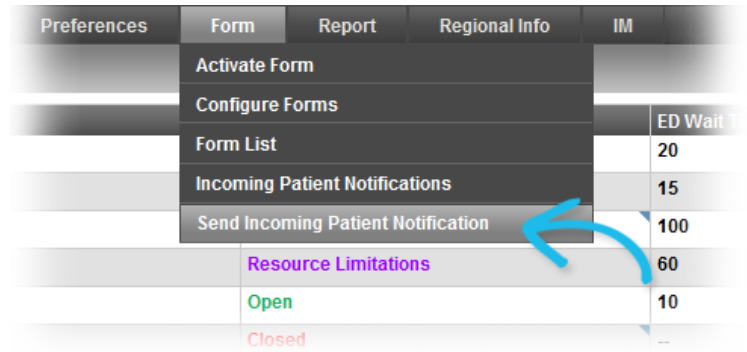 Preferences Form Report Regional Info IM
Activate Form
Configure Forms
ED Wait
Form List
20
Incoming Patient Notifications
15
Send Incoming Patient Notification
100
Resource Limitations
60
Open
10
Closed
--